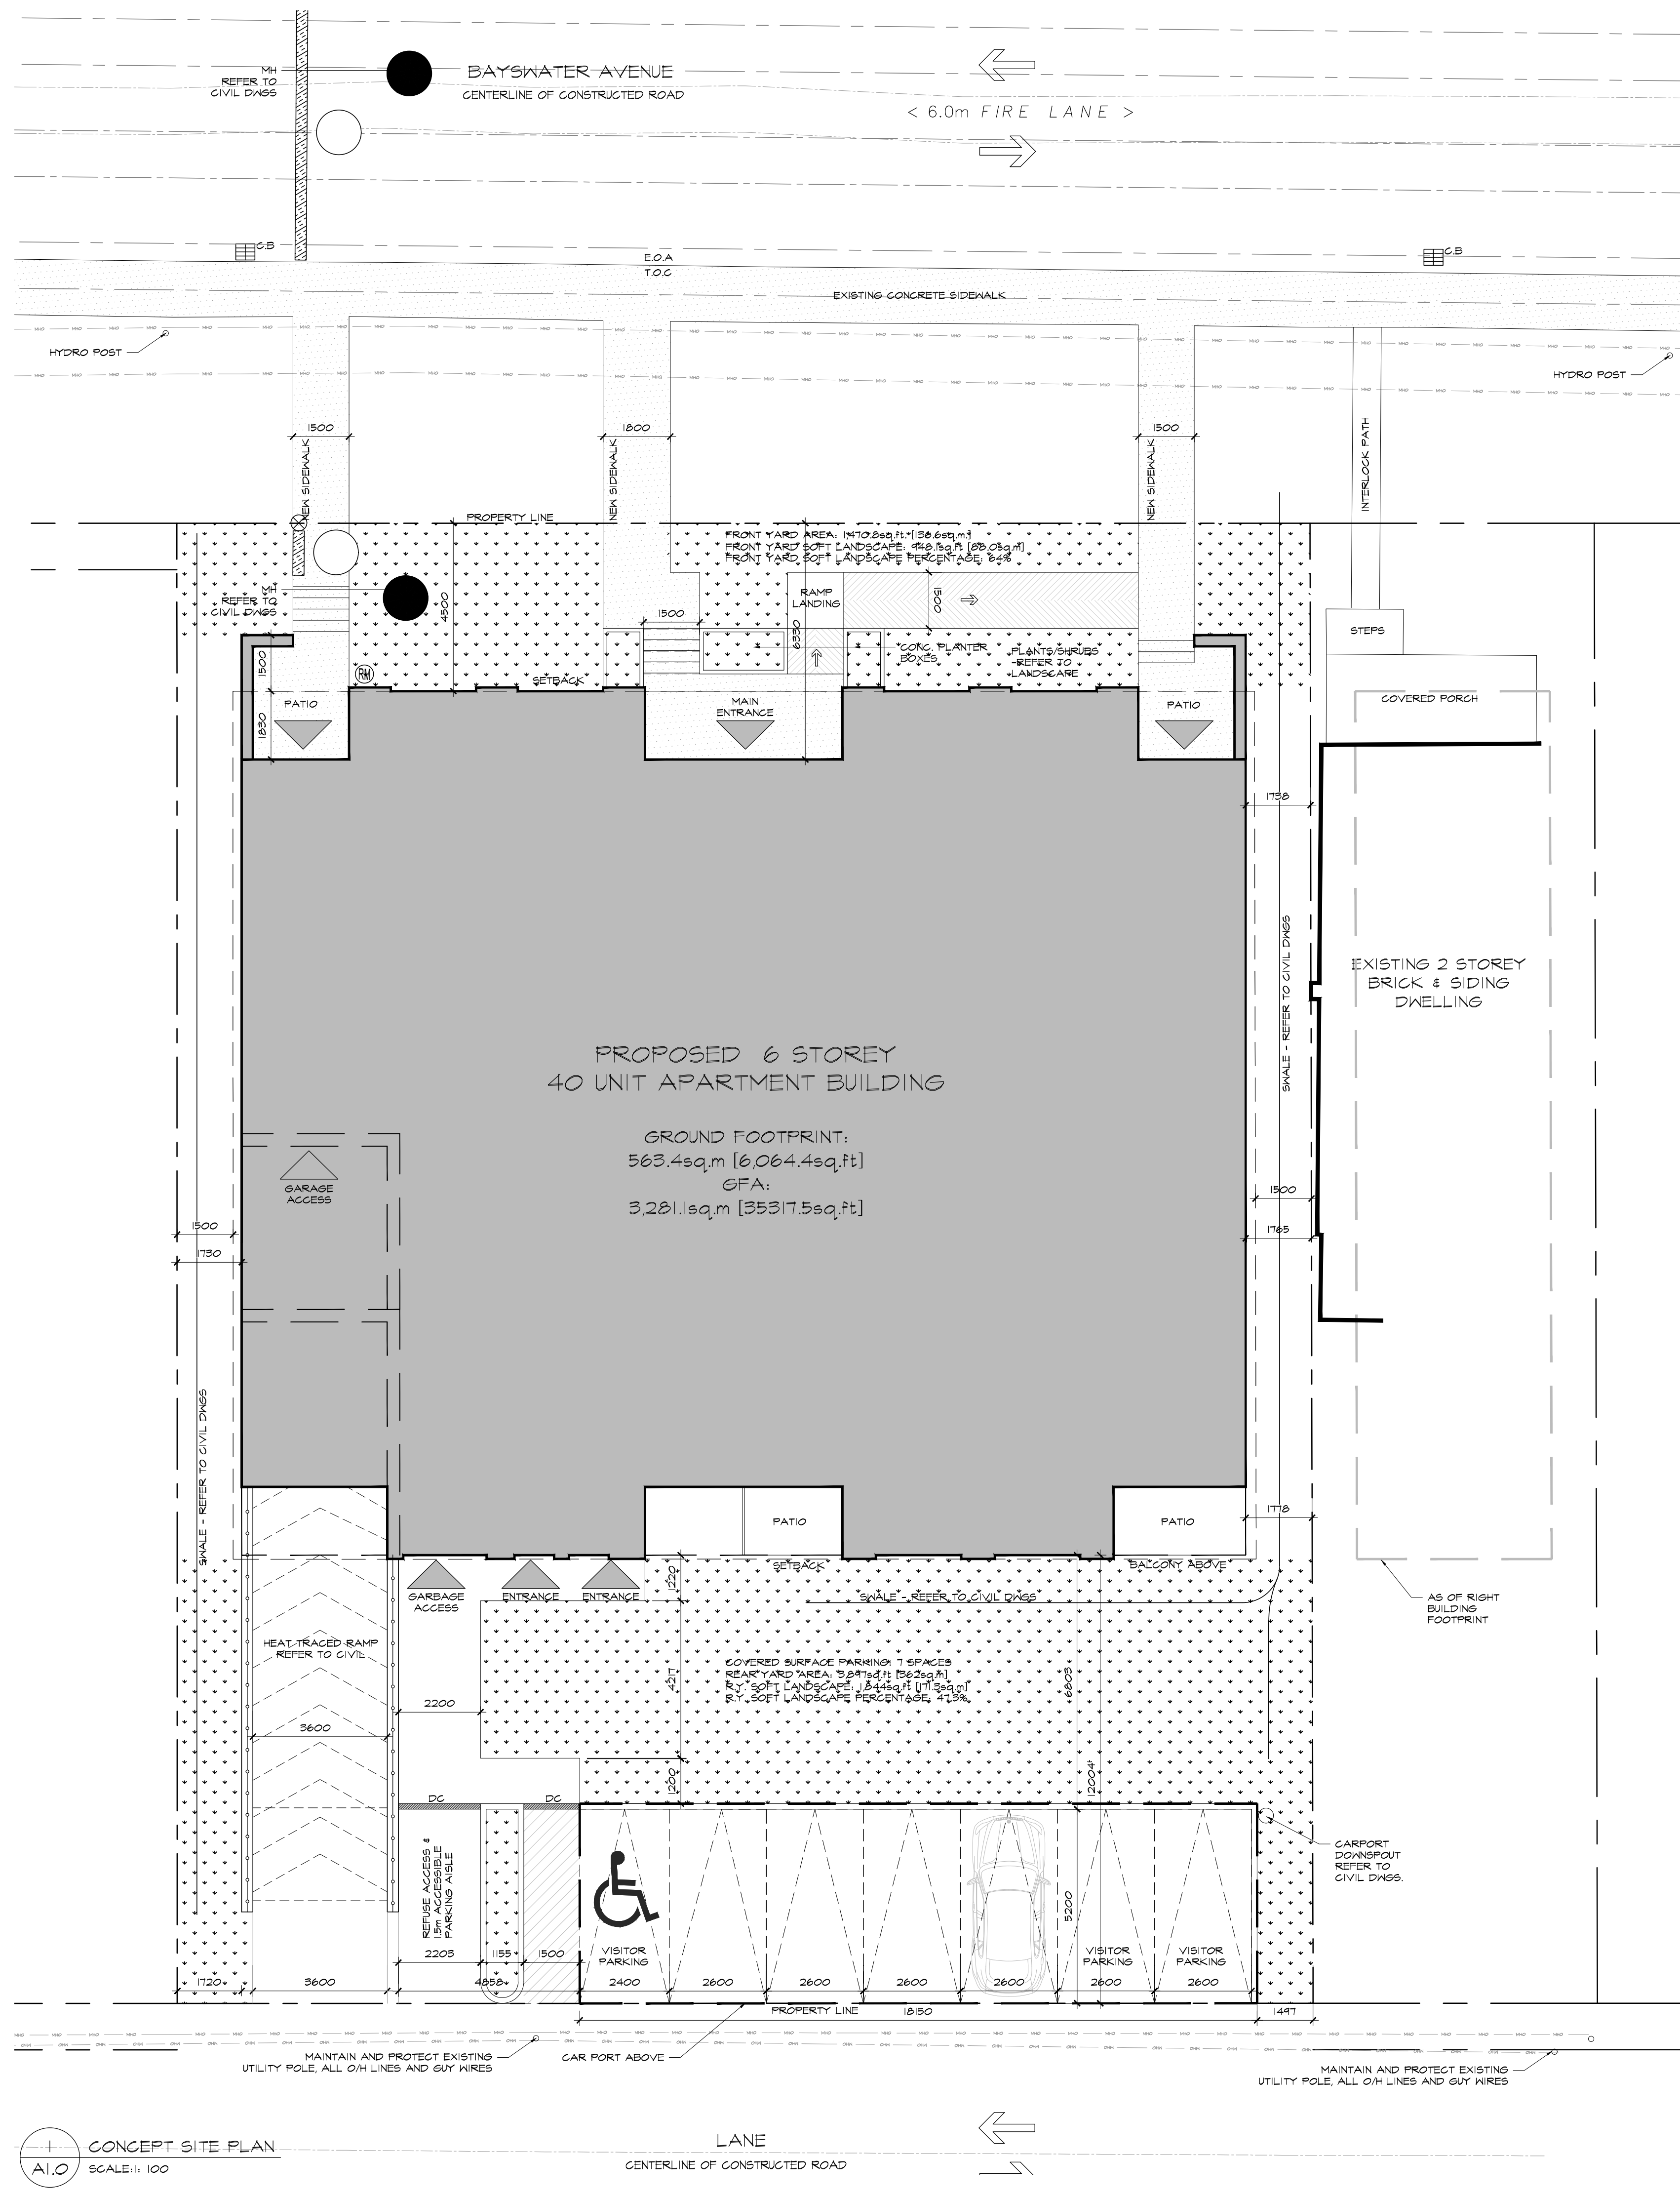 MH
REFER TO
CIVIL DWGS
BAYSWATER AVENUE
CENTERLINE OF CONSTRUCTED ROAD
< 6.0m FIRE LANE >
C.B
C.B
E.O.A
T.O.C
EXISTING CONCRETE SIDEWALK
HYDRO POST
HYDRO POST
1500
1800
1500
NEW SIDEWALK
NEW SIDEWALK
NEW SIDEWALK
INTERLOCK PATH
PROPERTY LINE
FRONT YARD AREA: 1,470.8sq.ft. [138.6sq.m.]
FRONT YARD SOFT LANDSCAPE: 948.1sq.ft [88.0sq.m]
FRONT YARD SOFT LANDSCAPE PERCENTAGE: 64%
MH
REFER TO
CIVIL DWGS
4500
1500
6330
RAMP
LANDING
1500
STEPS
CONC. PLANTER
BOXES
PLANTS/SHRUBS
-REFER TO
LANDSCAPE
1500
RM
SETBACK
PATIO
1830
MAIN
ENTRANCE
PATIO
COVERED PORCH
1738
EXISTING 2 STOREY
BRICK & SIDING
DWELLING
SWALE - REFER TO CIVIL DWGS
PROPOSED 6 STOREY
40 UNIT APARTMENT BUILDING
GROUND FOOTPRINT:
563.4sq.m [6,064.4sq.ft]
GFA:
3,281.1sq.m [35317.5sq.ft]
GARAGE
ACCESS
1500
1730
1500
1765
SWALE - REFER TO CIVIL DWGS
PATIO
PATIO
1778
SETBACK
BALCONY ABOVE
GARBAGE
ACCESS
ENTRANCE
ENTRANCE
1220
SWALE - REFER TO CIVIL DWGS
AS OF RIGHT
BUILDING
FOOTPRINT
HEAT TRACED RAMP
REFER TO CIVIL
COVERED SURFACE PARKING: 7 SPACES
REAR YARD AREA: 3,897sq.ft [362sq.m]
R.Y. SOFT LANDSCAPE: 1,844sq.ft [171.3sq.m]
R.Y. SOFT LANDSCAPE PERCENTAGE: 47.3%
4217
6803
2200
3600
1200
12004
DC
DC
CARPORT
DOWNSPOUT
REFER TO
CIVIL DWGS.
REFUSE ACCESS &
1.5m ACCESSIBLE
PARKING AISLE
5200
2203
1155
1500
VISITOR
PARKING
VISITOR
PARKING
VISITOR
PARKING
1720
3600
4858
2400
2600
2600
2600
2600
2600
2600
PROPERTY LINE
18150
1497
MAINTAIN AND PROTECT EXISTING
UTILITY POLE, ALL O/H LINES AND GUY WIRES
CAR PORT ABOVE
MAINTAIN AND PROTECT EXISTING
UTILITY POLE, ALL O/H LINES AND GUY WIRES
1
A1.0
CONCEPT SITE PLAN
SCALE:1: 100
LANE
CENTERLINE OF CONSTRUCTED ROAD